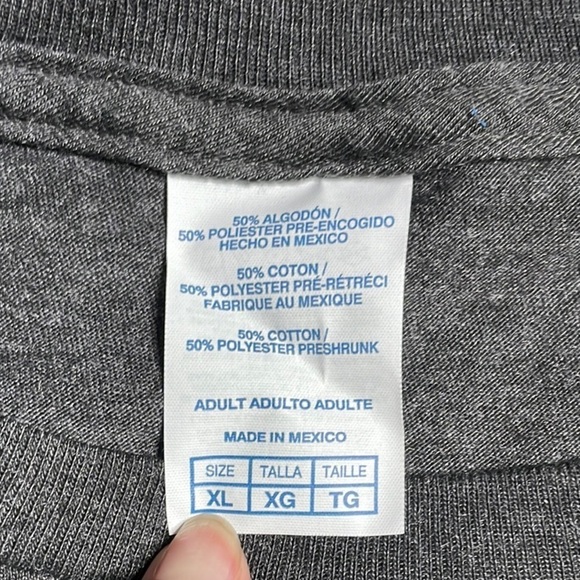 50% ALGODÓN /
50% POLIESTER PRE-ENCOGIDO
HECHO EN MEXICO
50% COTON /
50% POLYESTER PRÉ-RÉTRÉCI
FABRIQUE AU MEXIQUE
50% COTTON /
50% POLYESTER PRESHRUNK
ADULT ADULTO ADULTE
MADE IN MEXICO
SIZE TALLA TAILLE
XL XG TG